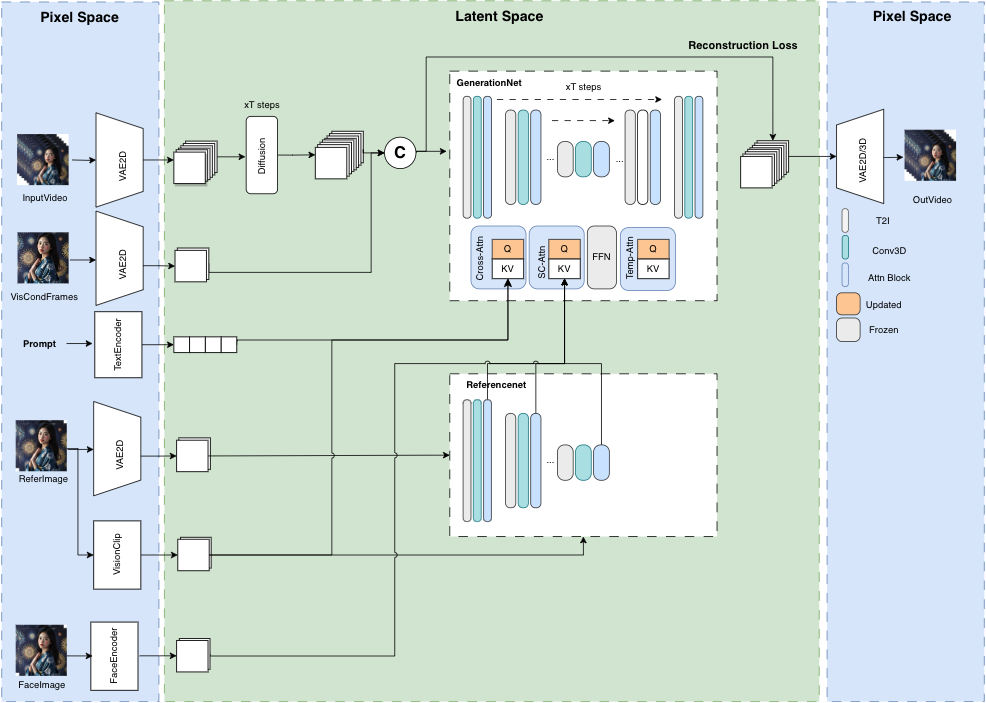 Pixel Space
Latent Space
Pixel Space
Reconstruction Loss
GenerationNet
xT steps
xT steps
InputVideo
VAE2D
Diffusion
C
...
...
VAE2D/3D
OutVideo
VisCondFrames
VAE2D
Cross-Attn
Q
KV
SC-Attn
Q
KV
FFN
Temp-Attn
Q
KV
T2I
Conv3D
Attn Block
Updated
Frozen
Prompt
TextEncoder
Referencenet
...
ReferImage
VAE2D
VisionClip
FaceImage
FaceEncoder